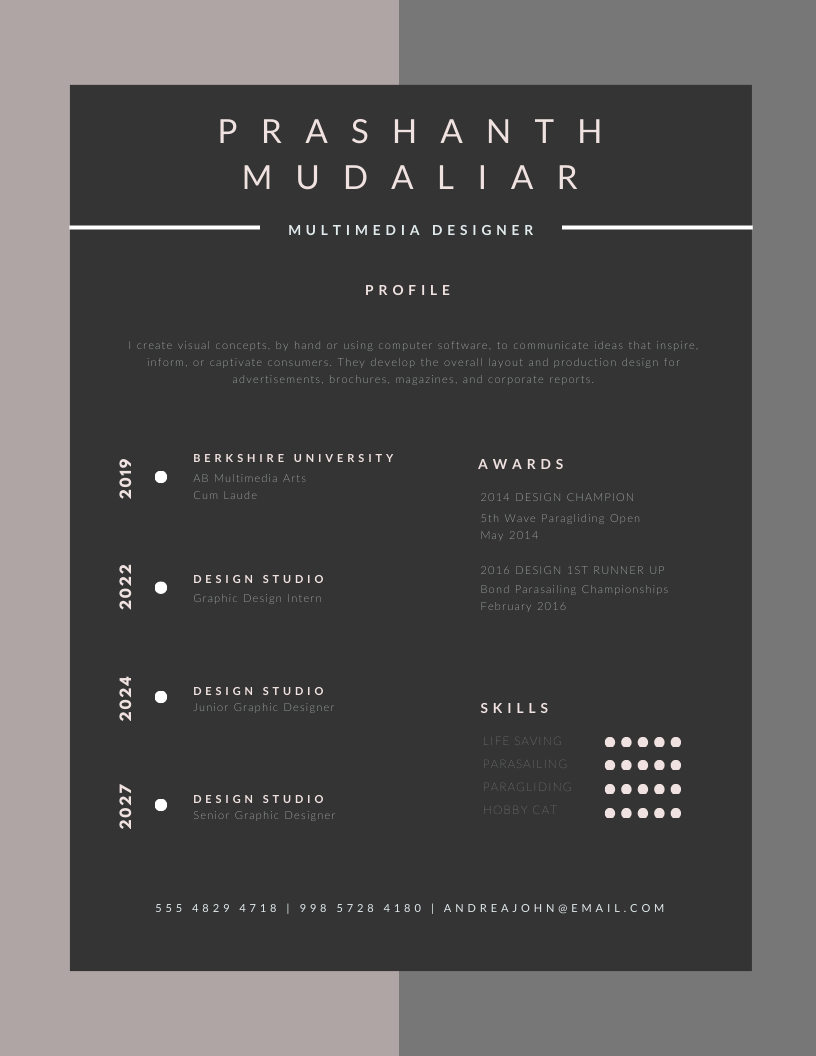 PRASHANTH
MUDALIAR
MULTIMEDIA DESIGNER
PROFILE
I create visual concepts, by hand or using computer software, to communicate ideas that inspire,
inform, or captivate consumers. They develop the overall layout and production design for
advertisements, brochures, magazines, and corporate reports.
2019
BERKSHIRE UNIVERSITY
AB Multimedia Arts
Cum Laude
2022
DESIGN STUDIO
Graphic Design Intern
2024
DESIGN STUDIO
Junior Graphic Designer
2027
DESIGN STUDIO
Senior Graphic Designer
AWARDS
2014 DESIGN CHAMPION
5th Wave Paragliding Open
May 2014
2016 DESIGN 1ST RUNNER UP
Bond Parasailing Championships
February 2016
SKILLS
LIFE SAVING
PARASAILING
PARAGLIDING
HOBBY CAT
555 4829 4718 | 998 5728 4180 | ANDREAJOHN@EMAIL.COM